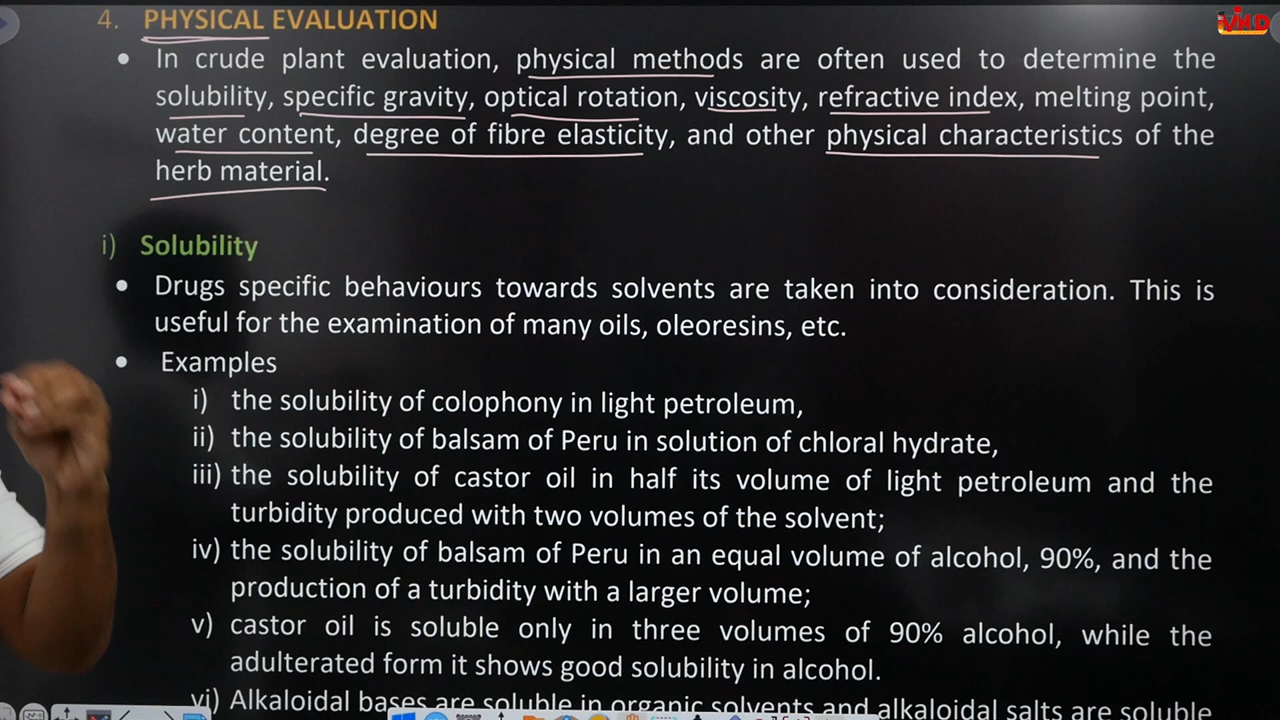 4. PHYSICAL EVALUATION
• In crude plant evaluation, physical methods are often used to determine the
solubility, specific gravity, optical rotation, viscosity, refractive index, melting point,
water content, degree of fibre elasticity, and other physical characteristics of the
herb material.
i) Solubility
• Drugs specific behaviours towards solvents are taken into consideration. This is
useful for the examination of many oils, oleoresins, etc.
• Examples
i) the solubility of colophony in light petroleum,
ii) the solubility of balsam of Peru in solution of chloral hydrate,
iii) the solubility of castor oil in half its volume of light petroleum and the
turbidity produced with two volumes of the solvent;
iv) the solubility of balsam of Peru in an equal volume of alcohol, 90%, and the
production of a turbidity with a larger volume;
v) castor oil is soluble only in three volumes of 90% alcohol, while the
adulterated form it shows good solubility in alcohol.
vi) Alkaloidal bases are soluble in organic solvents and alkaloidal salts are soluble